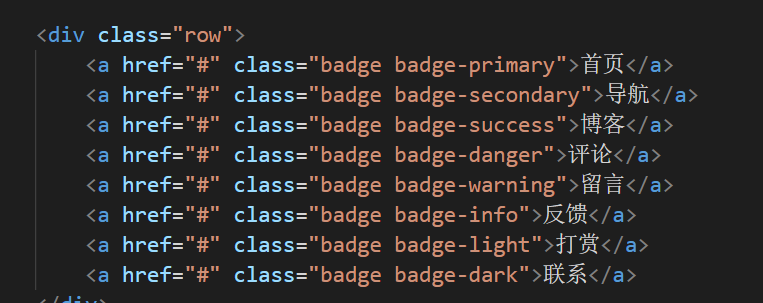 <div class="row">
<a href="#" class="badge badge-primary">首页</a>
<a href="#" class="badge badge-secondary">导航</a>
<a href="#" class="badge badge-success">博客</a>
<a href="#" class="badge badge-danger">评论</a>
<a href="#" class="badge badge-warning">留言</a>
<a href="#" class="badge badge-info">反馈</a>
<a href="#" class="badge badge-light">打赏</a>
<a href="#" class="badge badge-dark">联系</a>
</div>